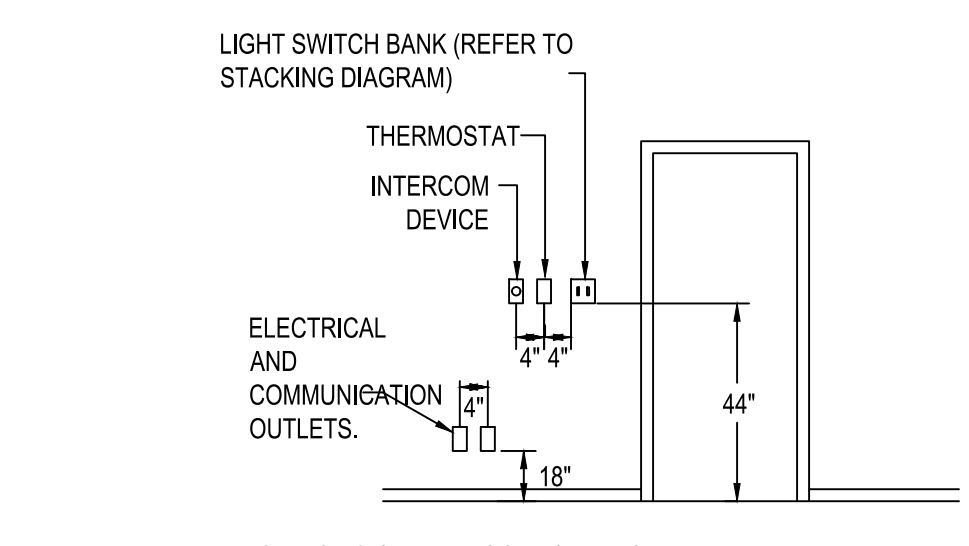 LIGHT SWITCH BANK (REFER TO
STACKING DIAGRAM)
THERMOSTAT
INTERCOM
DEVICE
ELECTRICAL
AND
COMMUNICATION
OUTLETS.
4" 4"
4"
44"
18"